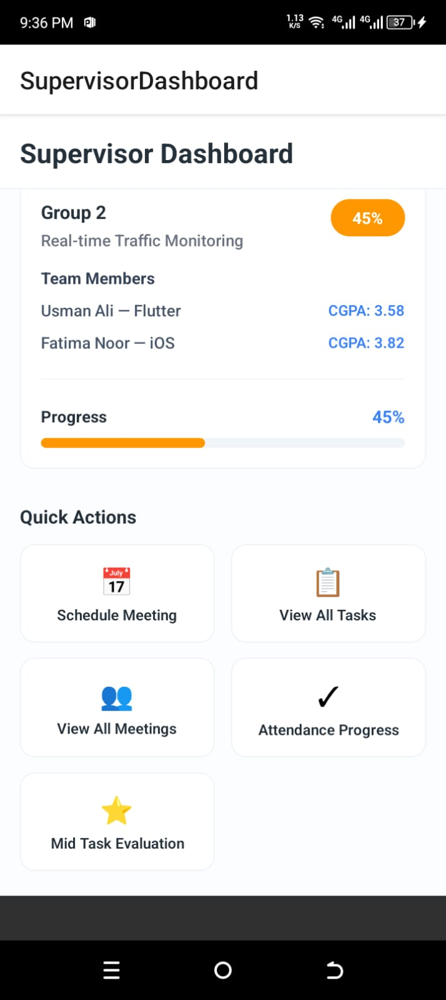 9:36 PM
1.13 K/S 4G 4G 37
SupervisorDashboard
Supervisor Dashboard
Group 2
45%
Real-time Traffic Monitoring
Team Members
Usman Ali — Flutter CGPA: 3.58
Fatima Noor — iOS CGPA: 3.82
Progress 45%
Quick Actions
July
17
Schedule Meeting
View All Tasks
View All Meetings
Attendance Progress
Mid Task Evaluation